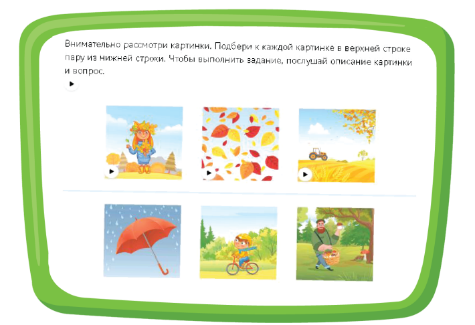 Внимательно рассмотри картинки. Подбери к каждой картинке в верхней строке
пару из нижней строки. Чтобы выполнить задание, послушай описание картинки
и вопрос.